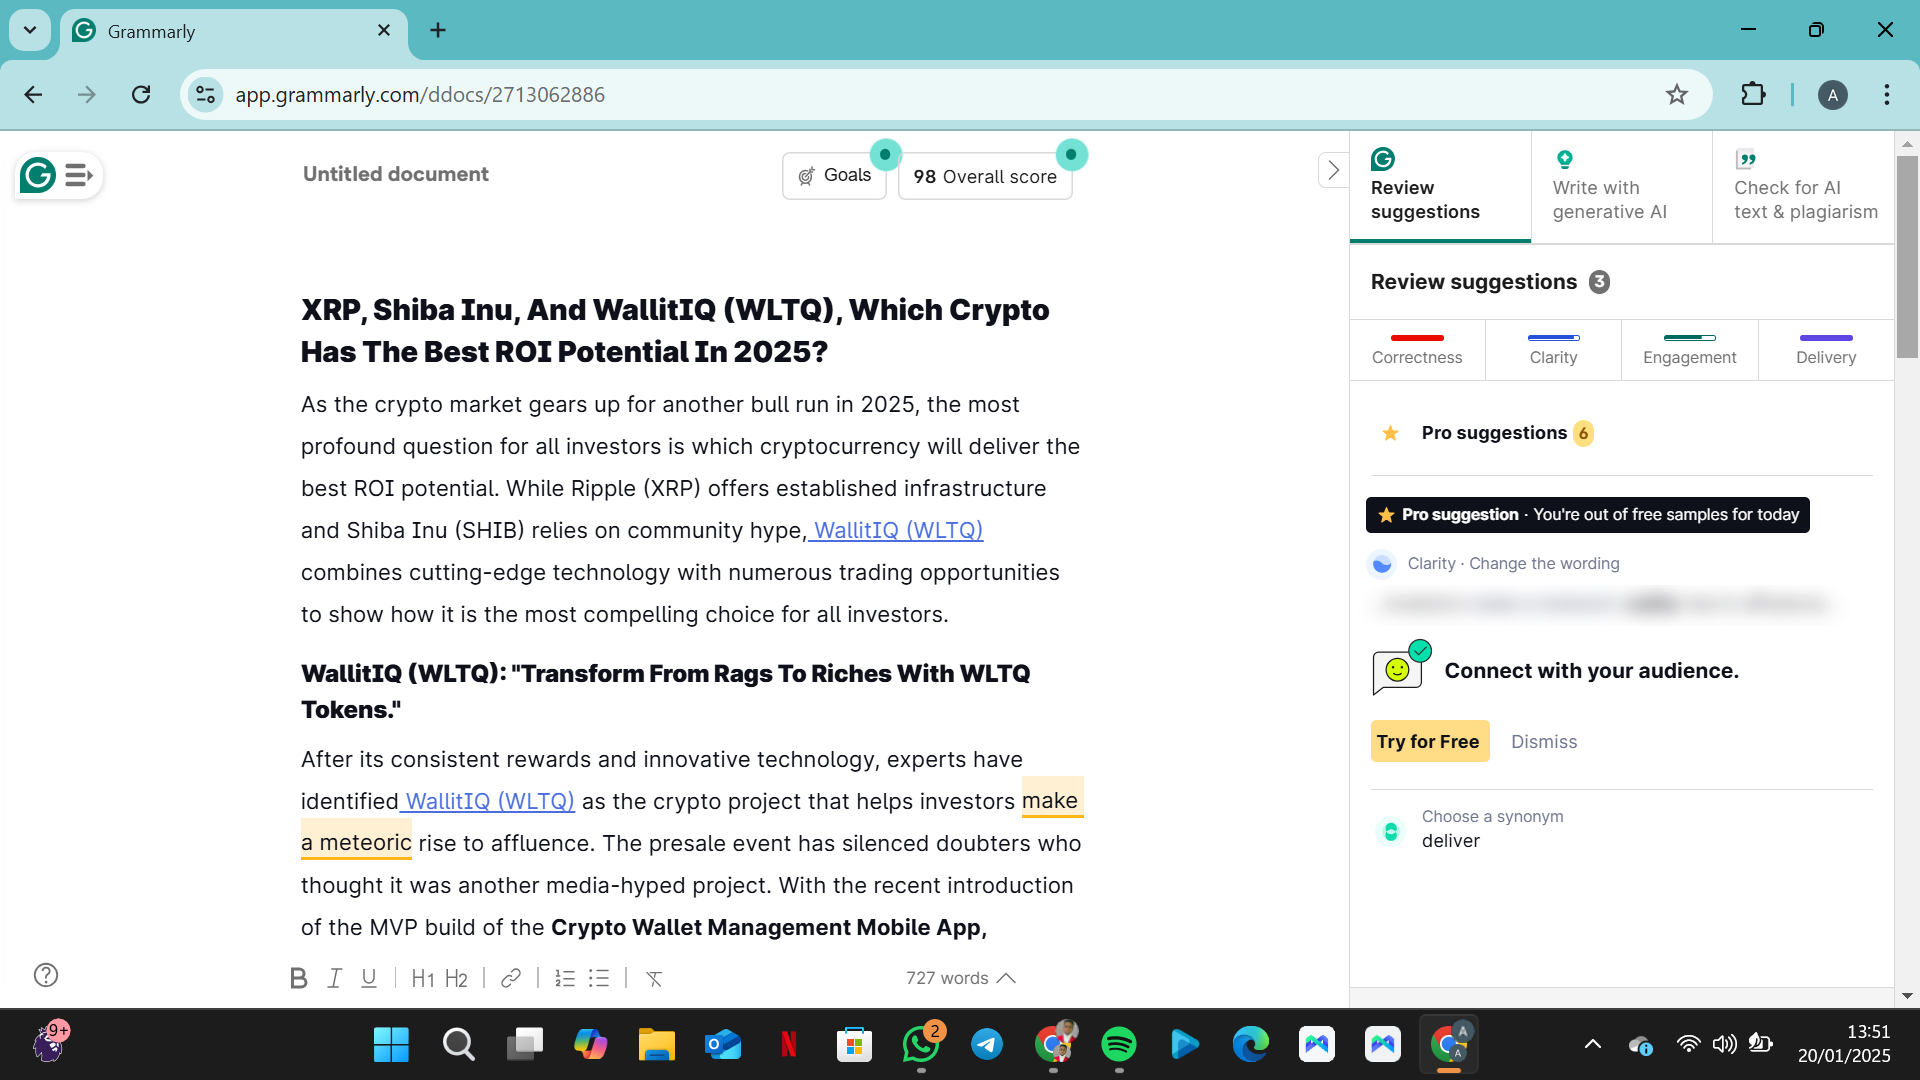 Grammarly
app.grammarly.com/ddocs/2713062886
A
Untitled document
Goals
98 Overall score
Review suggestions
Write with generative AI
Check for AI text & plagiarism
XRP, Shiba Inu, And WallitIQ (WLTQ), Which Crypto
Has The Best ROI Potential In 2025?
As the crypto market gears up for another bull run in 2025, the most
profound question for all investors is which cryptocurrency will deliver the
best ROI potential. While Ripple (XRP) offers established infrastructure
and Shiba Inu (SHIB) relies on community hype, WallitIQ (WLTQ)
combines cutting-edge technology with numerous trading opportunities
to show how it is the most compelling choice for all investors.
WallitIQ (WLTQ): "Transform From Rags To Riches With WLTQ
Tokens."
After its consistent rewards and innovative technology, experts have
identified WallitIQ (WLTQ) as the crypto project that helps investors make
a meteoric rise to affluence. The presale event has silenced doubters who
thought it was another media-hyped project. With the recent introduction
of the MVP build of the Crypto Wallet Management Mobile App,
B I U H1 H2
727 words
Review suggestions 3
Correctness
Clarity
Engagement
Delivery
Pro suggestions 6
Pro suggestion · You're out of free samples for today
Clarity · Change the wording
Connect with your audience.
Try for Free
Dismiss
Choose a synonym
deliver
9+
2
A
A
13:51
20/01/2025